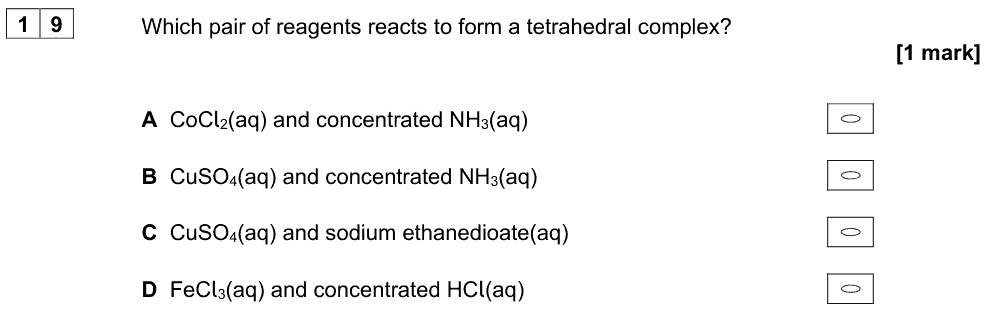 1 9 Which pair of reagents reacts to form a tetrahedral complex?
[1 mark]
A CoCl₂(aq) and concentrated NH₃(aq)
B CuSO₄(aq) and concentrated NH₃(aq)
C CuSO₄(aq) and sodium ethanedioate(aq)
D FeCl₃(aq) and concentrated HCl(aq)